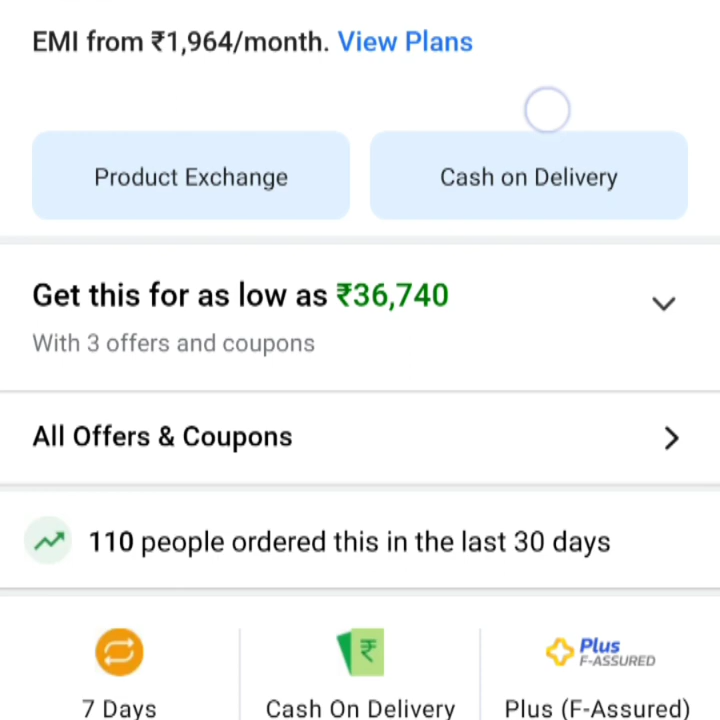 EMI from ₹1,964/month. View Plans
Product Exchange
Cash on Delivery
Get this for as low as ₹36,740
With 3 offers and coupons
All Offers & Coupons
110 people ordered this in the last 30 days
₹
Plus
F-ASSURED
7 Days
Cash On Delivery
Plus (F-Assured)